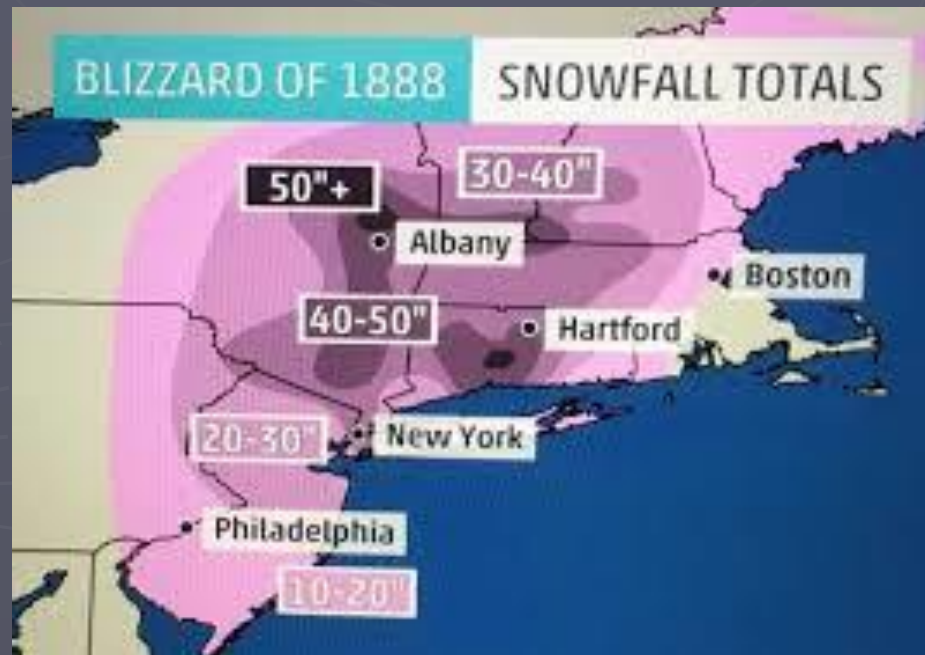 BLIZZARD OF 1888 SNOWFALL TOTALS
50"+
30-40"
Albany
Boston
40-50"
Hartford
20-30"
New York
Philadelphia
10-20"